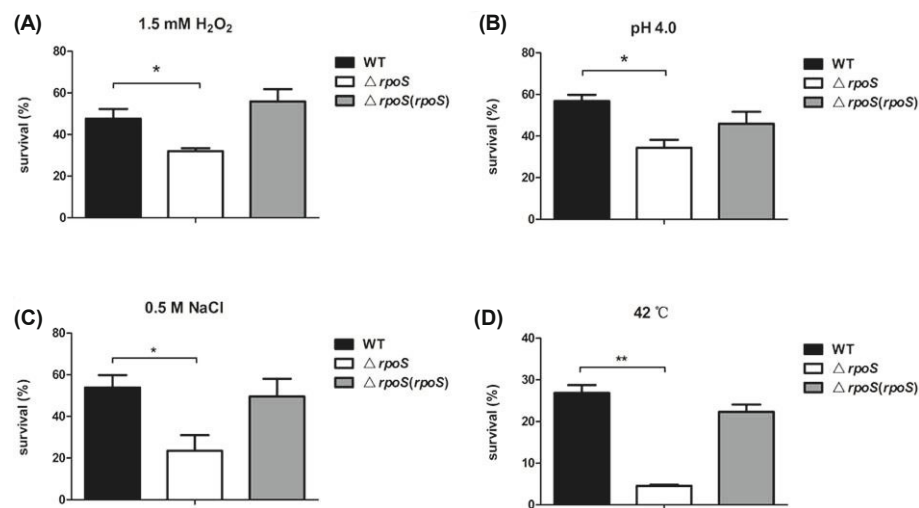 (A)
1.5 mM H₂O₂
*
80
60
40
20
0
survival (%)
WT
△ rpoS
△ rpoS(rpoS)
(B)
pH 4.0
*
80
60
40
20
0
survival (%)
WT
△ rpoS
△ rpoS(rpoS)
(C)
0.5 M NaCl
*
80
60
40
20
0
survival (%)
WT
△ rpoS
△ rpoS(rpoS)
(D)
42 ℃
**
40
30
20
10
0
survival (%)
WT
△ rpoS
△ rpoS(rpoS)